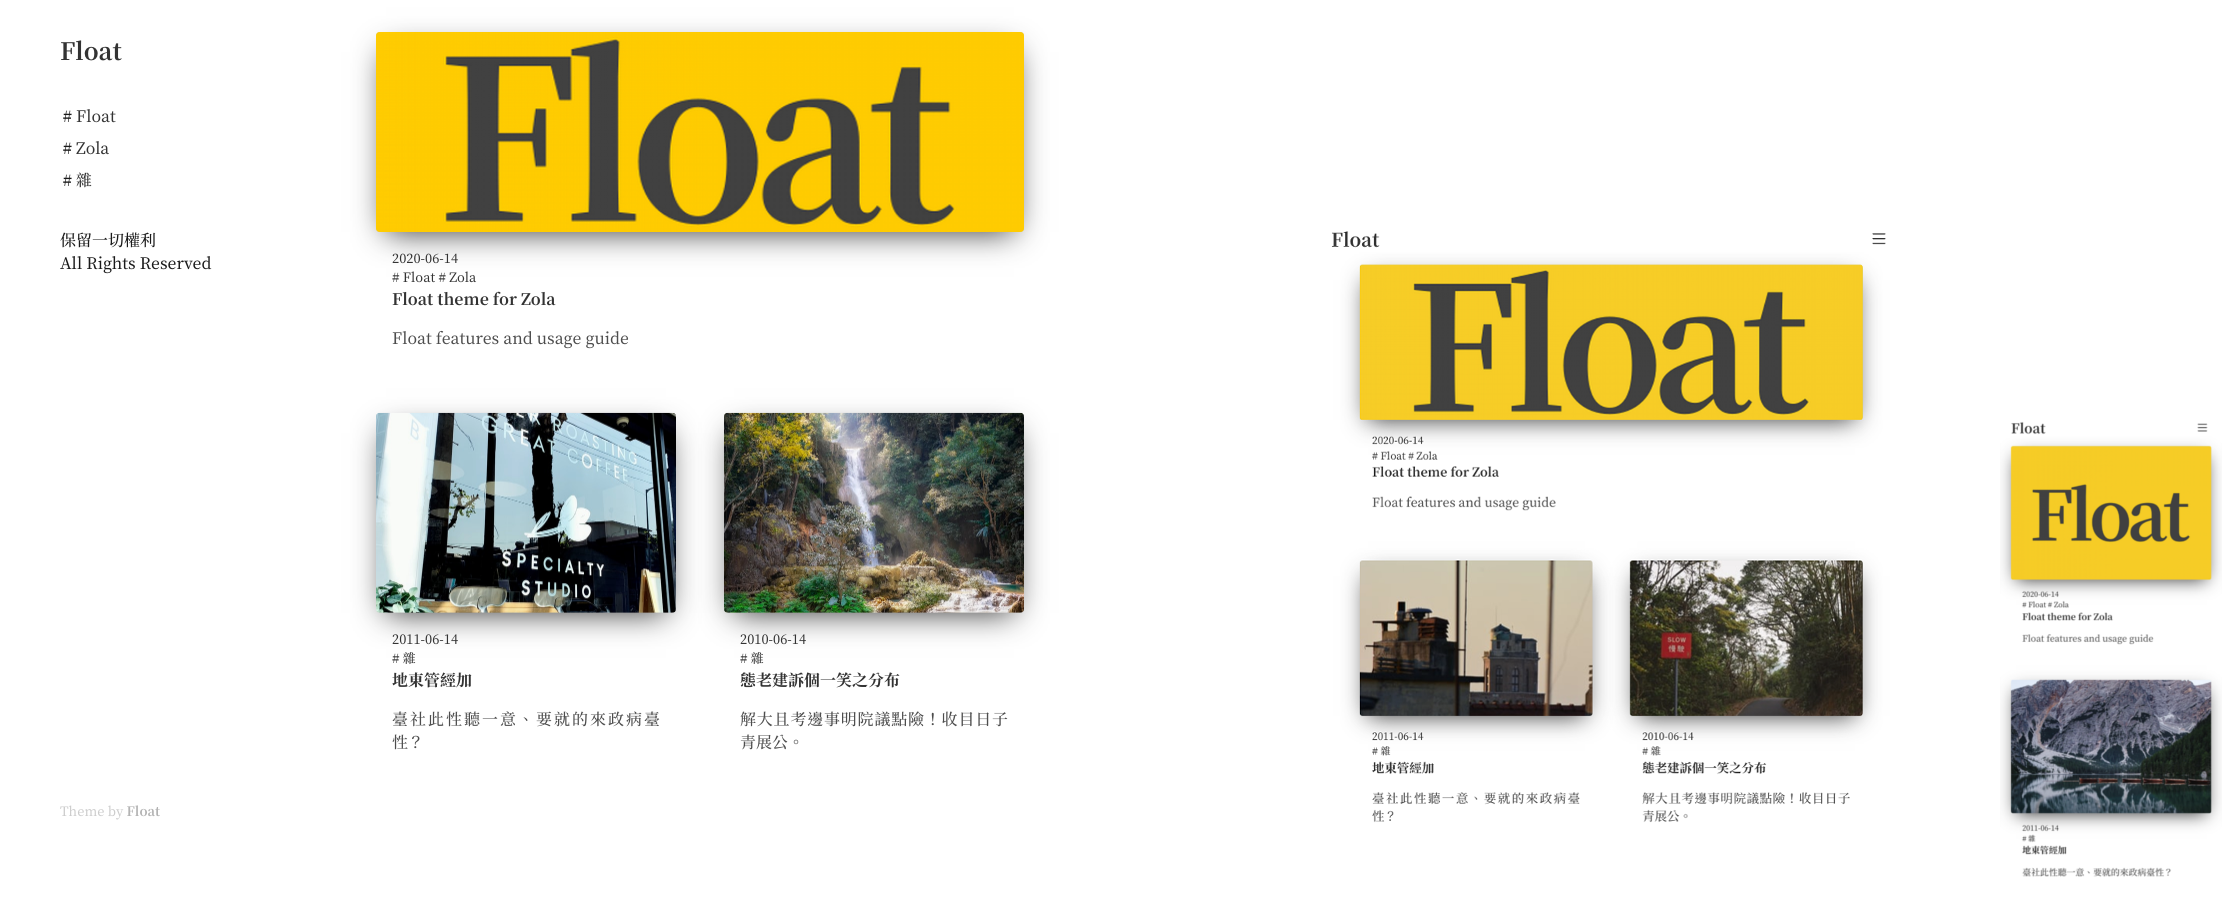 Float
# Float
# Zola
# 雜
保留一切權利
All Rights Reserved
Theme by Float
Float
2020-06-14
# Float # Zola
Float theme for Zola
Float features and usage guide
ROASTING
GREAT COFFEE
SPECIALTY
STUDIO
2011-06-14
# 雜
地東管經加
臺社此性聽一意、要就的來政病臺
性？
2010-06-14
# 雜
態老建訴個一笑之分布
解大且考邊事明院議點險！收目日子
青展公。
Float
Float
2020-06-14
# Float # Zola
Float theme for Zola
Float features and usage guide
2011-06-14
# 雜
地東管經加
臺社此性聽一意、要就的來政病臺
性？
SLOW
慢駛
2010-06-14
# 雜
態老建訴個一笑之分布
解大且考邊事明院議點險！收目日子
青展公。
Float
Float
2020-06-14
# Float # Zola
Float theme for Zola
Float features and usage guide
2011-06-14
# 雜
地東管經加
臺社此性聽一意、要就的來政病臺性？